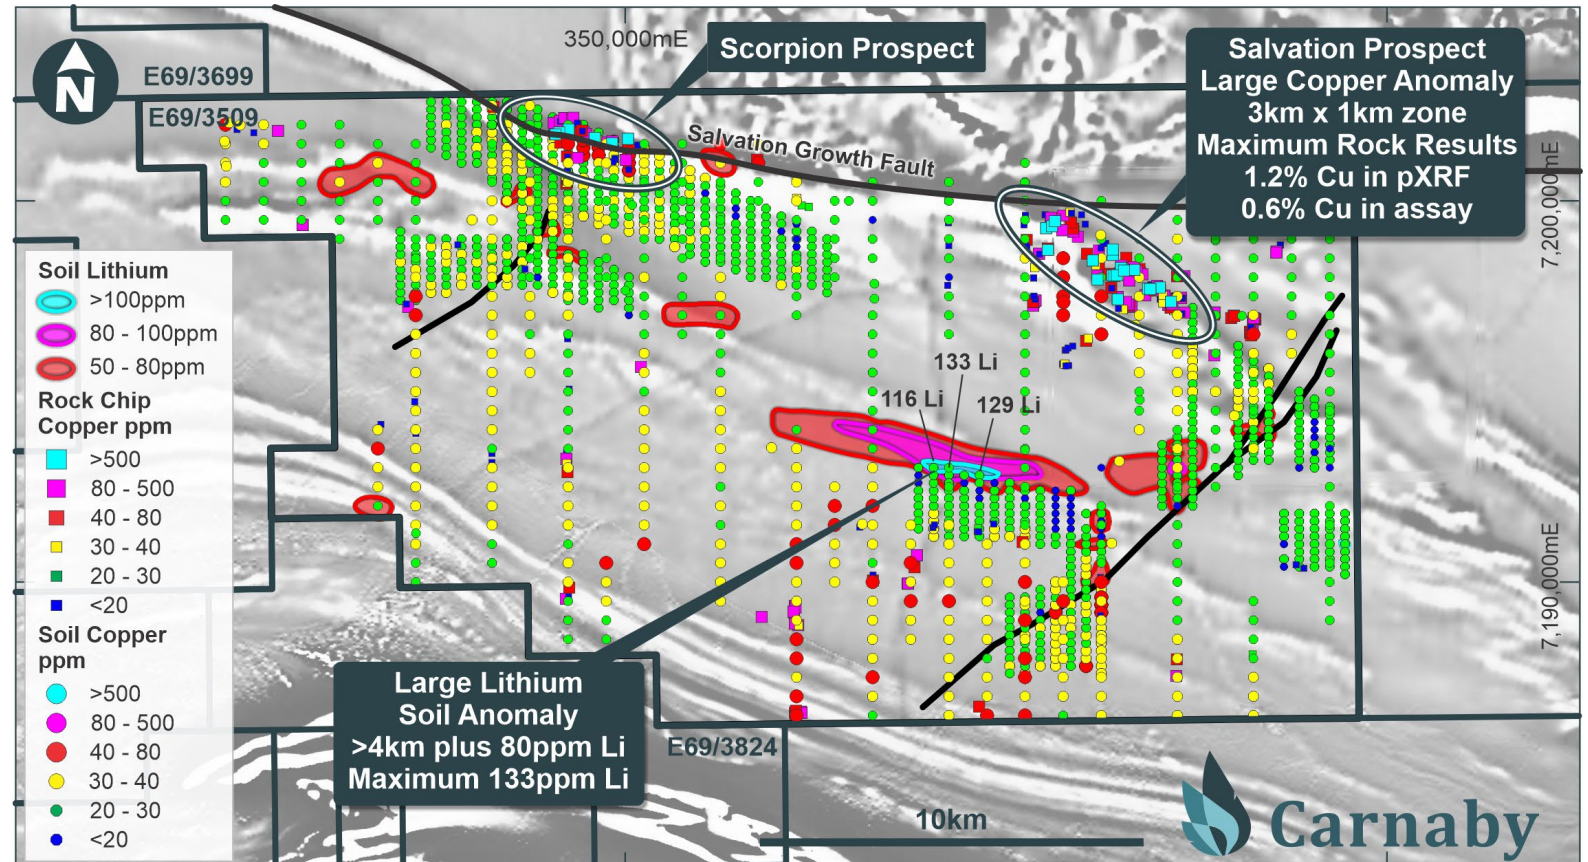 350,000mE
Scorpion Prospect
Salvation Prospect
Large Copper Anomaly
3km x 1km zone
Maximum Rock Results
1.2% Cu in pXRF
0.6% Cu in assay
N
E69/3699
E69/3509
Salvation Growth Fault
7,200,000mE
Soil Lithium
>100ppm
80 - 100ppm
50 - 80ppm
Rock Chip
Copper ppm
>500
80 - 500
40 - 80
30 - 40
20 - 30
<20
Soil Copper
ppm
>500
80 - 500
40 - 80
30 - 40
20 - 30
<20
133 Li
116 Li
129 Li
7,190,000mE
Large Lithium
Soil Anomaly
>4km plus 80ppm Li
Maximum 133ppm Li
E69/3824
10km
Carnaby